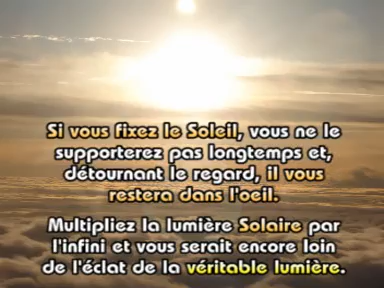 Si vous fixez le Soleil, vous ne le
supporterez pas longtemps et,
détournant le regard, il vous
restera dans l'oeil.
Multipliez la lumière Solaire par
l'infini et vous serait encore loin
de l'éclat de la véritable lumière.